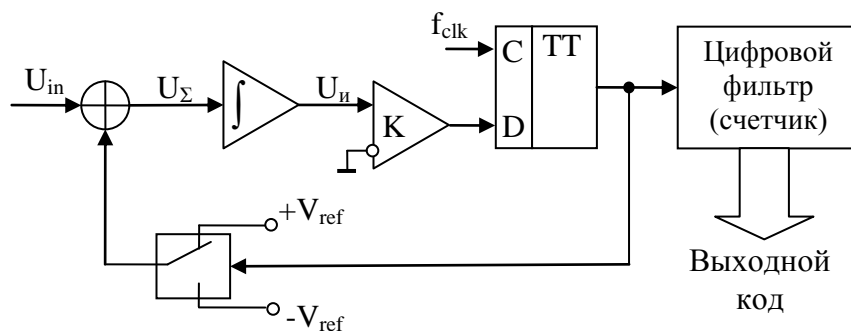 U_in
U_Σ
∫
U_и
K
f_clk
C
TT
D
Цифровой
фильтр
(счетчик)
+V_ref
-V_ref
Выходной
код